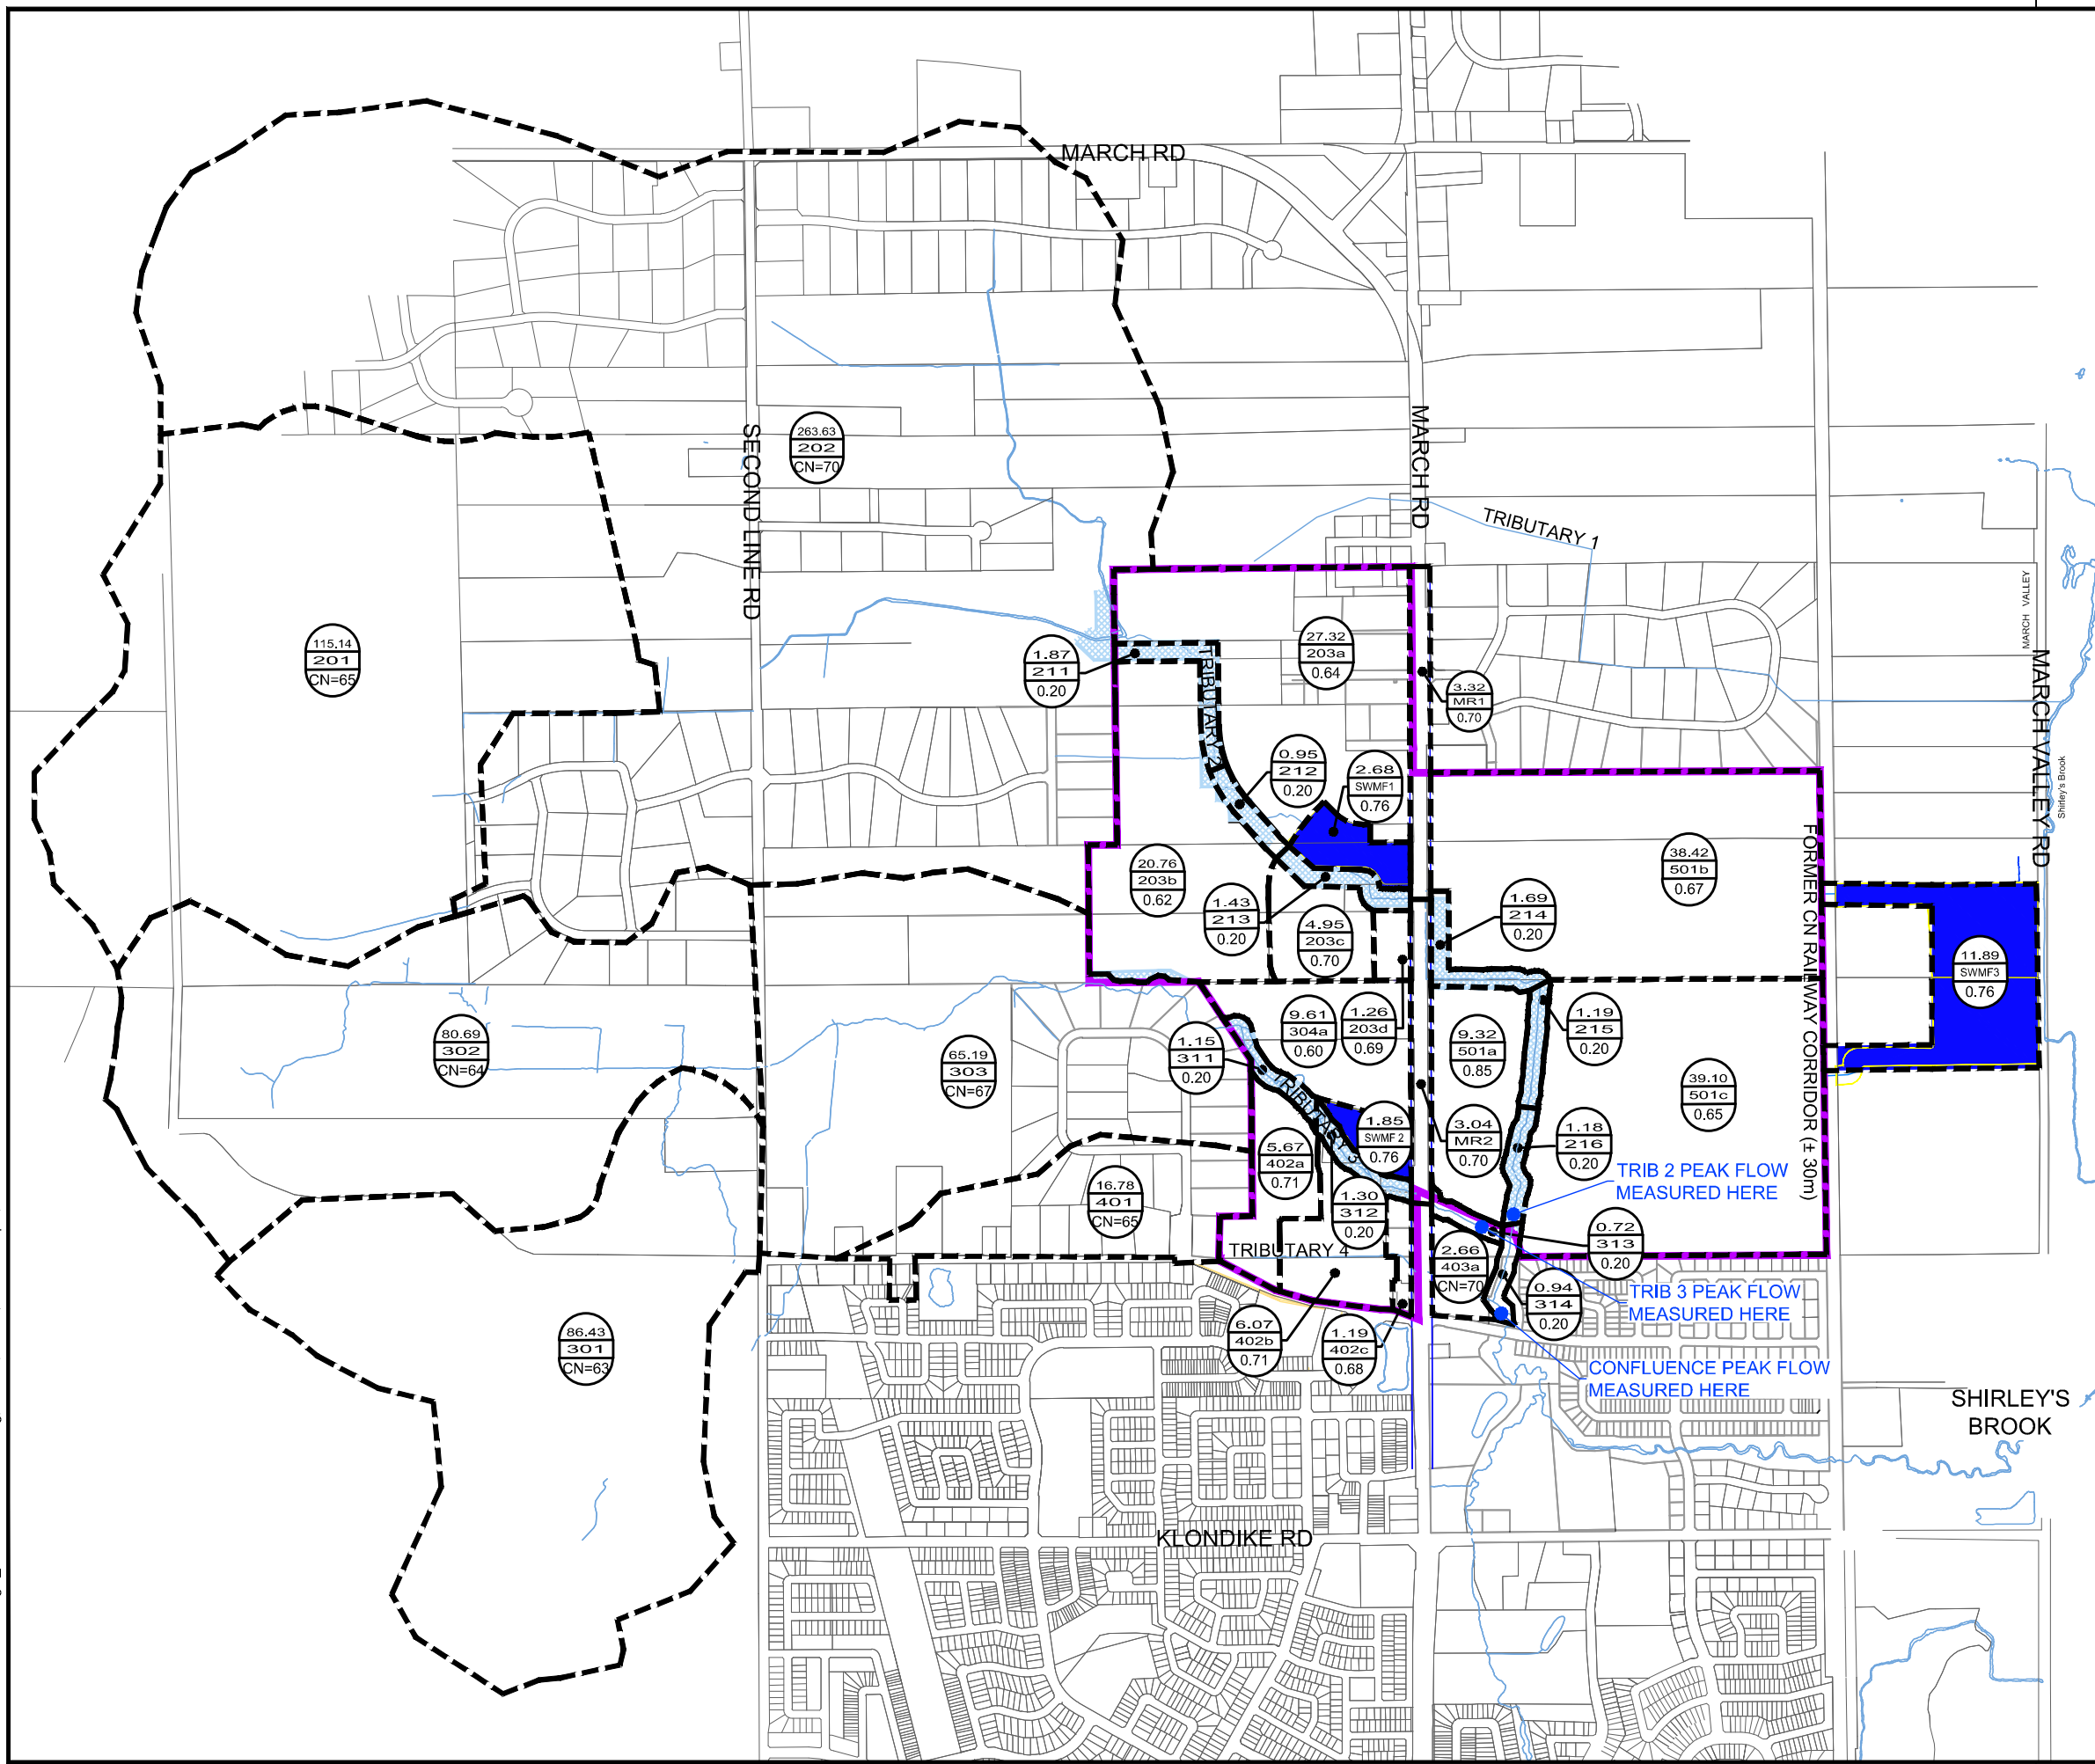 MARCH RD
263.63
202
CN=70
SECOND LINE RD
MARCH RD
TRIBUTARY 1
115.14
201
CN=65
1.87
211
0.20
27.32
203a
0.64
3.32
MR1
0.70
MARCH VALLEY
MARCH VALLEY RD
Shirley's Brook
TRIBUTARY 2
0.95
212
0.20
2.68
SWMF1
0.76
20.76
203b
0.62
1.43
213
0.20
4.95
203c
0.70
1.69
214
0.20
38.42
501b
0.67
FORMER CN RAILWAY CORRIDOR (± 30m)
11.89
SWMF3
0.76
80.69
302
CN=64
65.19
303
CN=67
1.15
311
0.20
9.61
304a
0.60
1.26
203d
0.69
9.32
501a
0.85
1.19
215
0.20
39.10
501c
0.65
TRIBUTARY 3
1.85
SWMF 2
0.76
3.04
MR2
0.70
1.18
216
0.20
5.67
402a
0.71
16.78
401
CN=65
1.30
312
0.20
TRIB 2 PEAK FLOW
MEASURED HERE
TRIBUTARY 4
2.66
403a
CN=70
0.72
313
0.20
0.94
314
0.20
TRIB 3 PEAK FLOW
MEASURED HERE
86.43
301
CN=63
6.07
402b
0.71
1.19
402c
0.68
CONFLUENCE PEAK FLOW
MEASURED HERE
SHIRLEY'S
BROOK
KLONDIKE RD